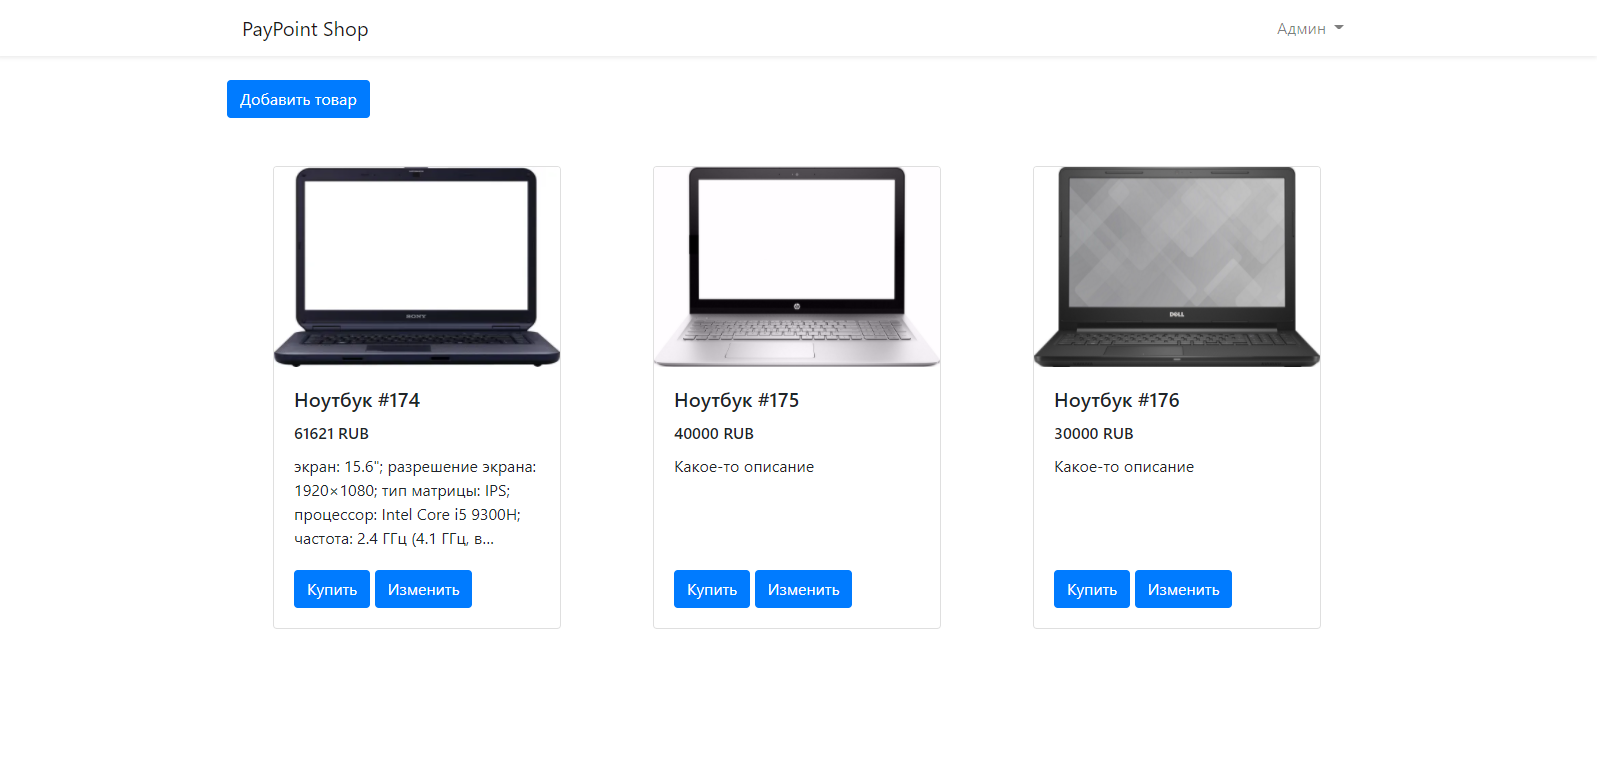 PayPoint Shop
Админ
Добавить товар
SONY
hp
DELL
Ноутбук #174
61621 RUB
экран: 15.6"; разрешение экрана:
1920×1080; тип матрицы: IPS;
процессор: Intel Core i5 9300H;
частота: 2.4 ГГц (4.1 ГГц, в...
Купить Изменить
Ноутбук #175
40000 RUB
Какое-то описание
Купить Изменить
Ноутбук #176
30000 RUB
Какое-то описание
Купить Изменить